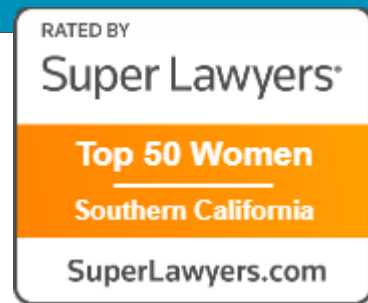 RATED BY
Super Lawyers
Top 50 Women
Southern California
SuperLawyers.com